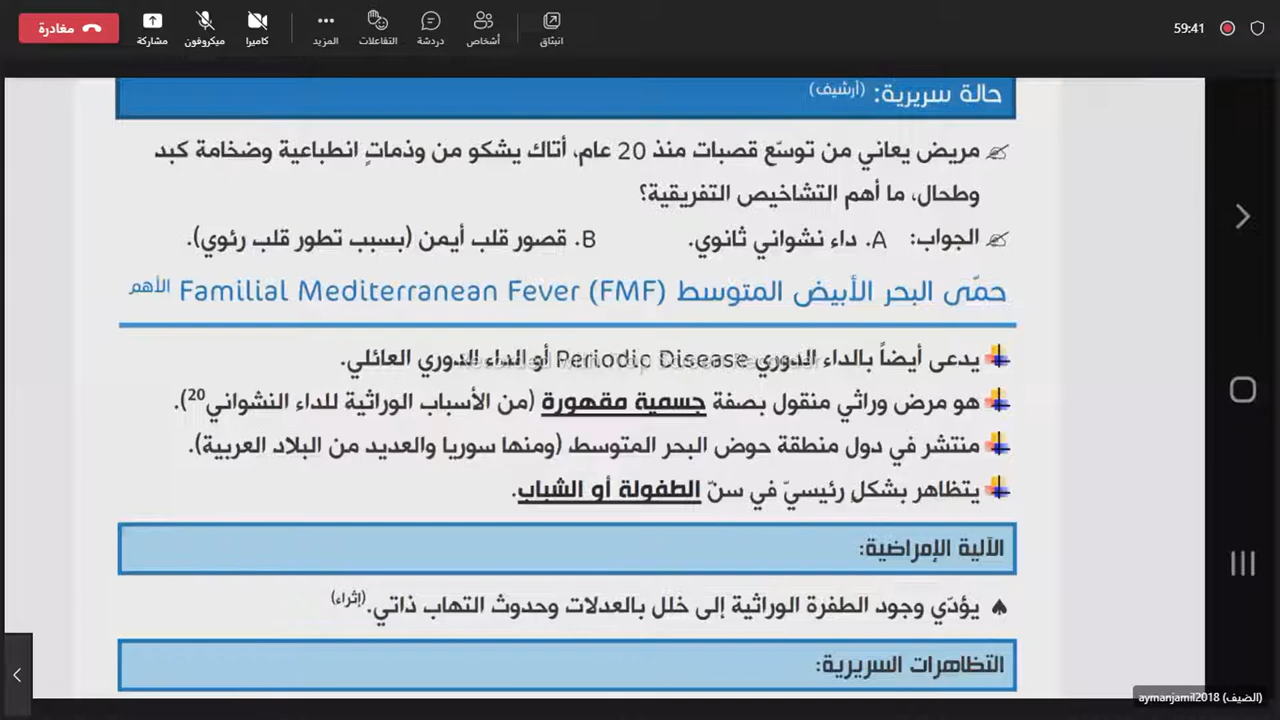 مغادرة
مشاركة
ميكروفون
كاميرا
المزيد
التفاعلات
دردشة
أشخاص
انبثاق
59:41
حالة سريرية: (أرشيف)
مريض يعاني من توسّع قصبات منذ 20 عام، أتاك يشكو من وذماتٍ انطباعية وضخامة كبد
وطحال، ما أهم التشاخيص التفريقية؟
الجواب: A. داء نشواني ثانوي. B. قصور قلب أيمن (بسبب تطور قلب رئوي).
حمّى البحر الأبيض المتوسط Familial Mediterranean Fever (FMF) الأهم
يدعى أيضاً بالداء الدوري Periodic Disease أو الداء الدوري العائلي.
هو مرض وراثي منقول بصفة جسمية مقهورة (من الأسباب الوراثية للداء النشواني20).
منتشر في دول منطقة حوض البحر المتوسط (ومنها سوريا والعديد من البلاد العربية).
يتظاهر بشكلٍ رئيسيّ في سنّ الطفولة أو الشباب.
الآلية الإمراضية:
يؤدّي وجود الطفرة الوراثية إلى خلل بالعدلات وحدوث التهاب ذاتي.(إثراء)
التظاهرات السريرية:
aymanjamil2018 (الضيف)